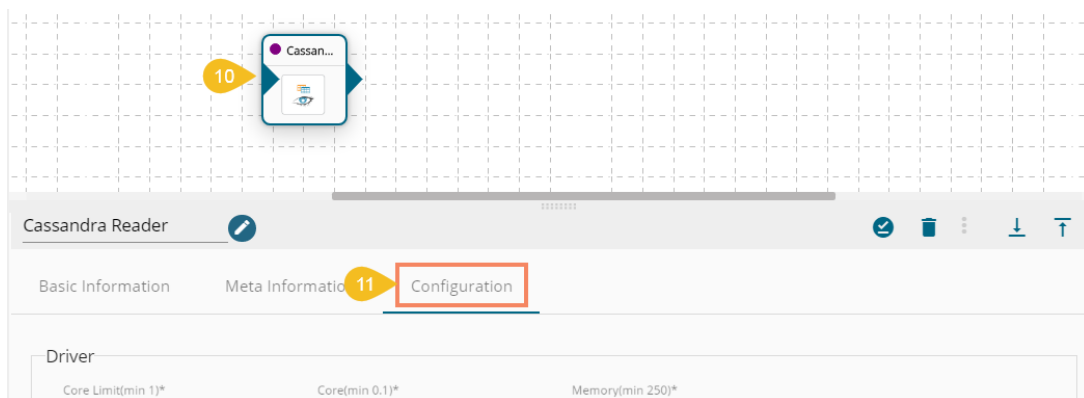 Cassan...
10
Cassandra Reader
Basic Information Meta Informatio 11 Configuration
Driver
Core Limit(min 1)* Core(min 0.1)* Memory(min 250)*